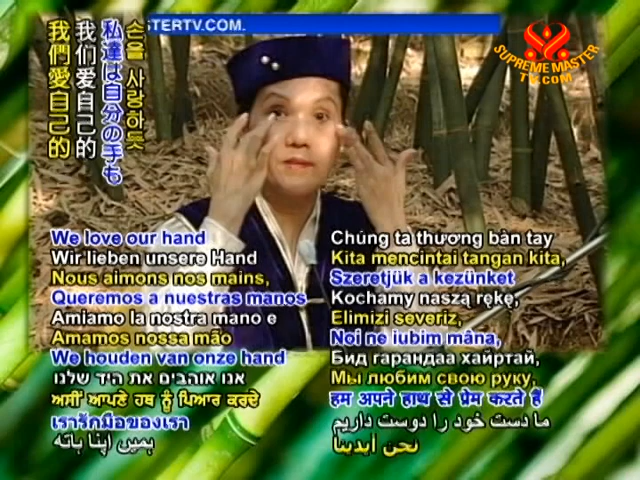 STERTV.COM.
SUPREME MASTER
TV.COM
손을 사랑하듯
私達は自分の手も
我们爱自己的
我們愛自己的
We love our hand
Wir lieben unsere Hand
Nous aimons nos mains,
Queremos a nuestras manos
Amiamo la nostra mano e
Amamos nossa mão
We houden van onze hand
אנו אוהבים את היד שלנו
ਅਸੀਂ ਆਪਣੇ ਹਥ ਨੂੰ ਪਿਆਰ ਕਰਦੇ
เรารักมือของเรา
ہمیں اپنا ہاتھ
Chúng ta thương bàn tay
Kita mencintai tangan kita,
Szeretjük a kezünket
Kochamy naszą rękę,
Elimizi severiz,
Noi ne iubim mâna,
Бид гарандаа хайртай,
Мы любим свою руку,
हम अपने हाथ से प्रेम करते हैं
ما دست خود را دوست داریم
نحن أيدينا